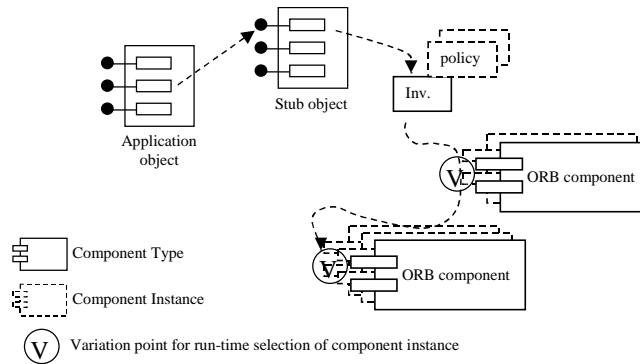 policy
Stub object
Inv.
Application
object
V
ORB component
V
ORB component
Component Type
Component Instance
V
Variation point for run-time selection of component instance